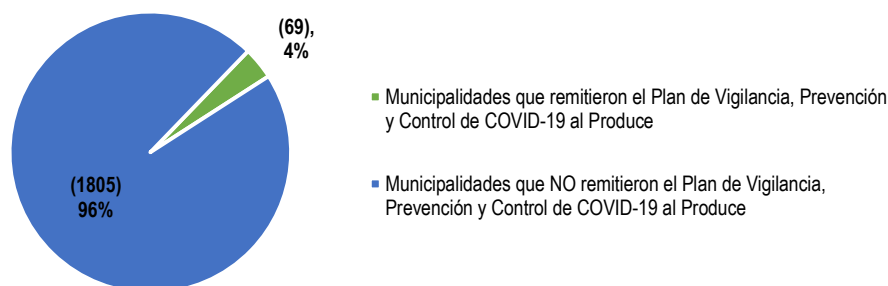 (69),
4%
(1805)
96%
Municipalidades que remitieron el Plan de Vigilancia, Prevención
y Control de COVID-19 al Produce
Municipalidades que NO remitieron el Plan de Vigilancia,
Prevención y Control de COVID-19 al Produce